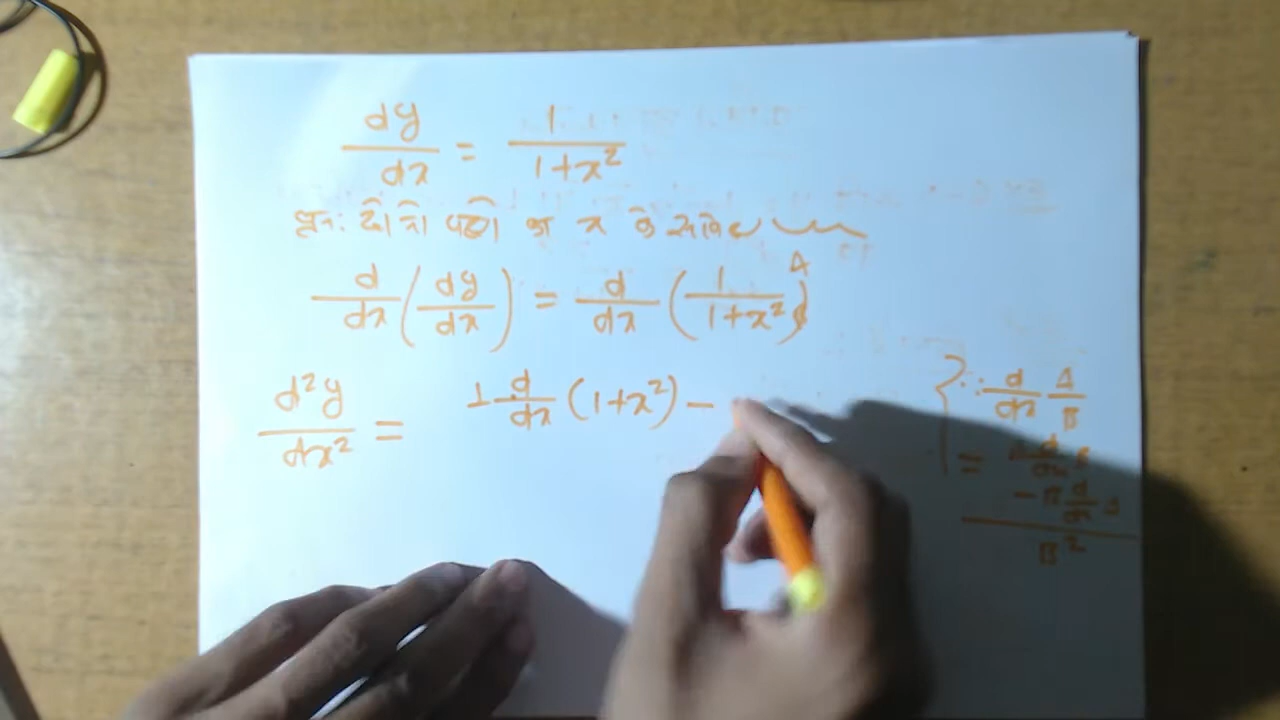 dy/dx = 1/(1+x²)
पुनः दोनों पक्षों का x के सापेक्ष
d/dx (dy/dx) = d/dx (1/(1+x²))
d²y/dx² = 1 d/dx (1+x²) −
∵ d/dx A/B
=